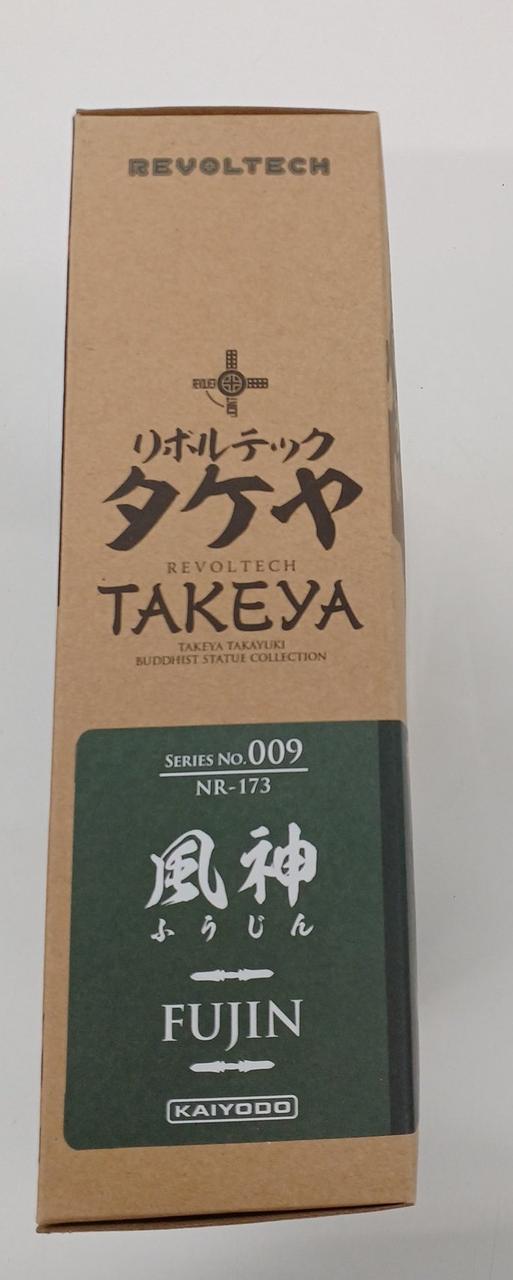 REVOLTECH
リボルテック
タケヤ
REVOLTECH
TAKEYA
TAKEYA TAKAYUKI
BUDDHIST STATUE COLLECTION
SERIES NO.009
NR-173
風神
ふうじん
FUJIN
KAIYODO